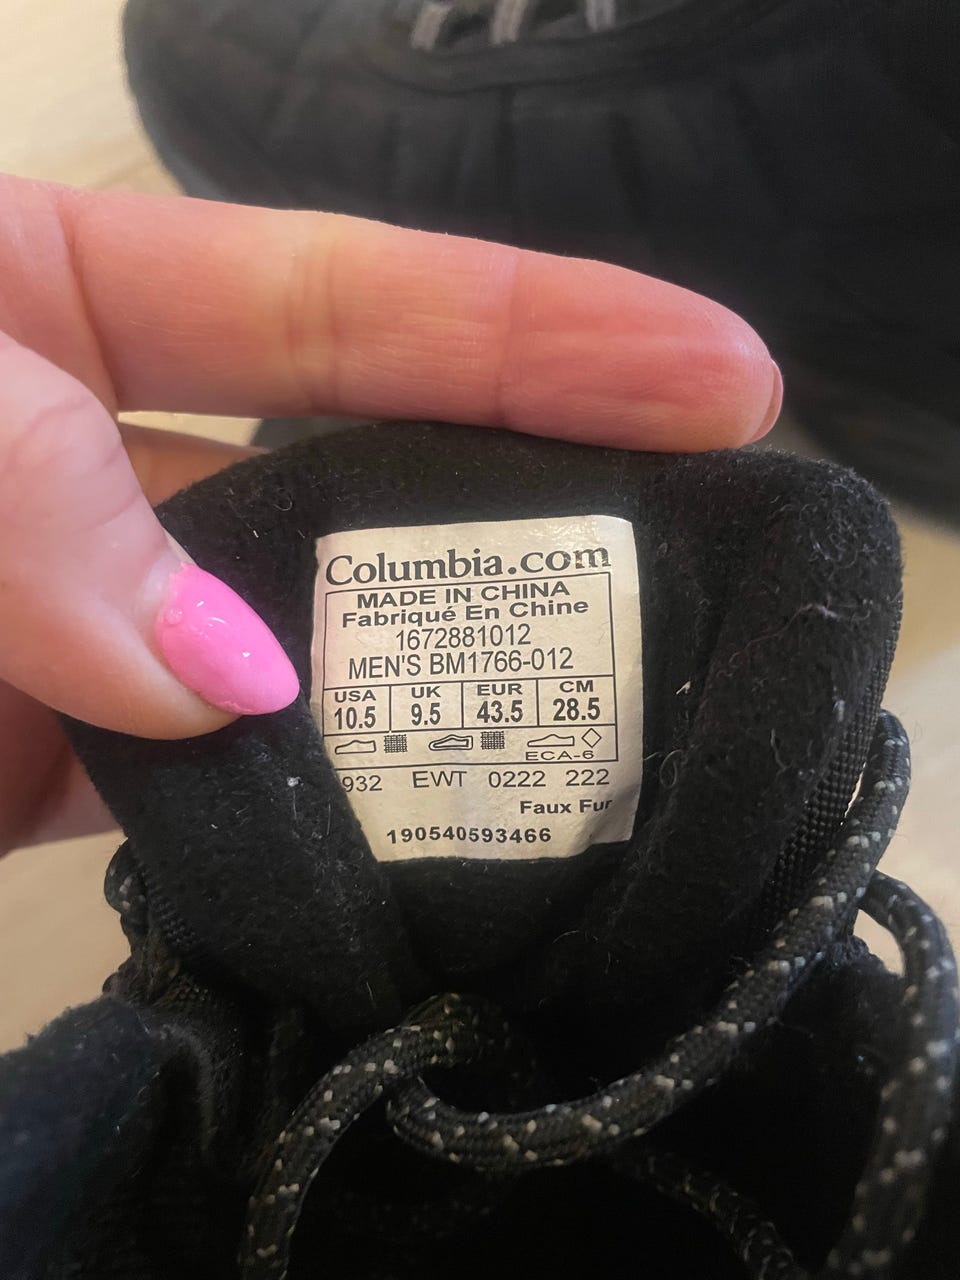 Columbia.com
MADE IN CHINA
Fabriqué En Chine
1672881012
MEN'S BM1766-012
USA UK EUR CM
10.5 9.5 43.5 28.5
ECA-6
932 EWT 0222 222
Faux Fur
190540593466